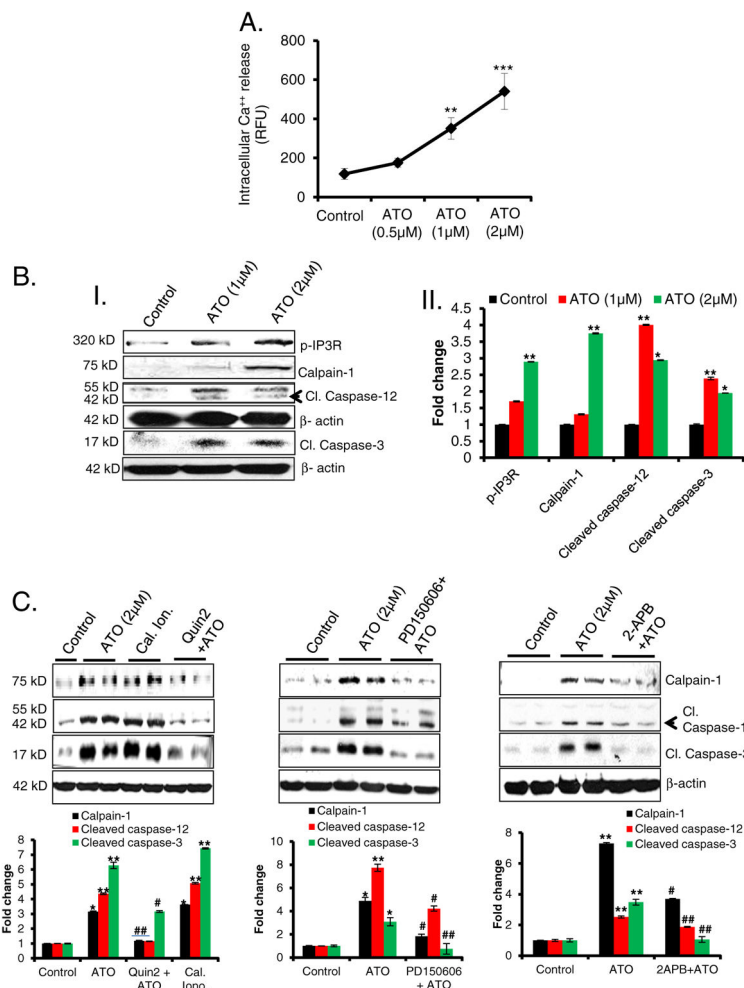 A.
Intracellular Ca⁺⁺ release
(RFU)
800
600
400
200
0
**
***
Control
ATO
(0.5µM)
ATO
(1µM)
ATO
(2µM)
B.
I.
Control
ATO (1µM)
ATO (2µM)
320 kD
p-IP3R
75 kD
Calpain-1
55 kD
42 kD
Cl. Caspase-12
42 kD
β- actin
17 kD
Cl. Caspase-3
42 kD
β- actin
II.
Control
ATO (1µM)
ATO (2µM)
Fold change
4.5
4
3.5
3
2.5
2
1.5
1
0
**
**
**
*
**
*
p-IP3R
Calpain-1
Cleaved caspase-12
Cleaved caspase-3
C.
Control
ATO (2µM)
Cal. Ion.
Quin2
+ATO
75 kD
55 kD
42 kD
17 kD
42 kD
Control
ATO (2µM)
PD150606+
ATO
Control
ATO (2µM)
2-APB
+ATO
Calpain-1
Cl.
Caspase-1
Cl. Caspase-3
β-actin
Calpain-1
Cleaved caspase-12
Cleaved caspase-3
Fold change
8
7
6
5
4
3
2
1
0
*
**
**
##
#
*
**
**
Control
ATO
Quin2 +
ATO
Cal.
Iono
Calpain-1
Cleaved caspase-12
Cleaved caspase-3
Fold change
10
8
6
4
2
0
*
**
*
#
#
##
Control
ATO
PD150606
+ ATO
Calpain-1
Cleaved caspase-12
Cleaved caspase-3
Fold change
8
6
4
2
0
**
**
**
#
##
##
Control
ATO
2APB+ATO